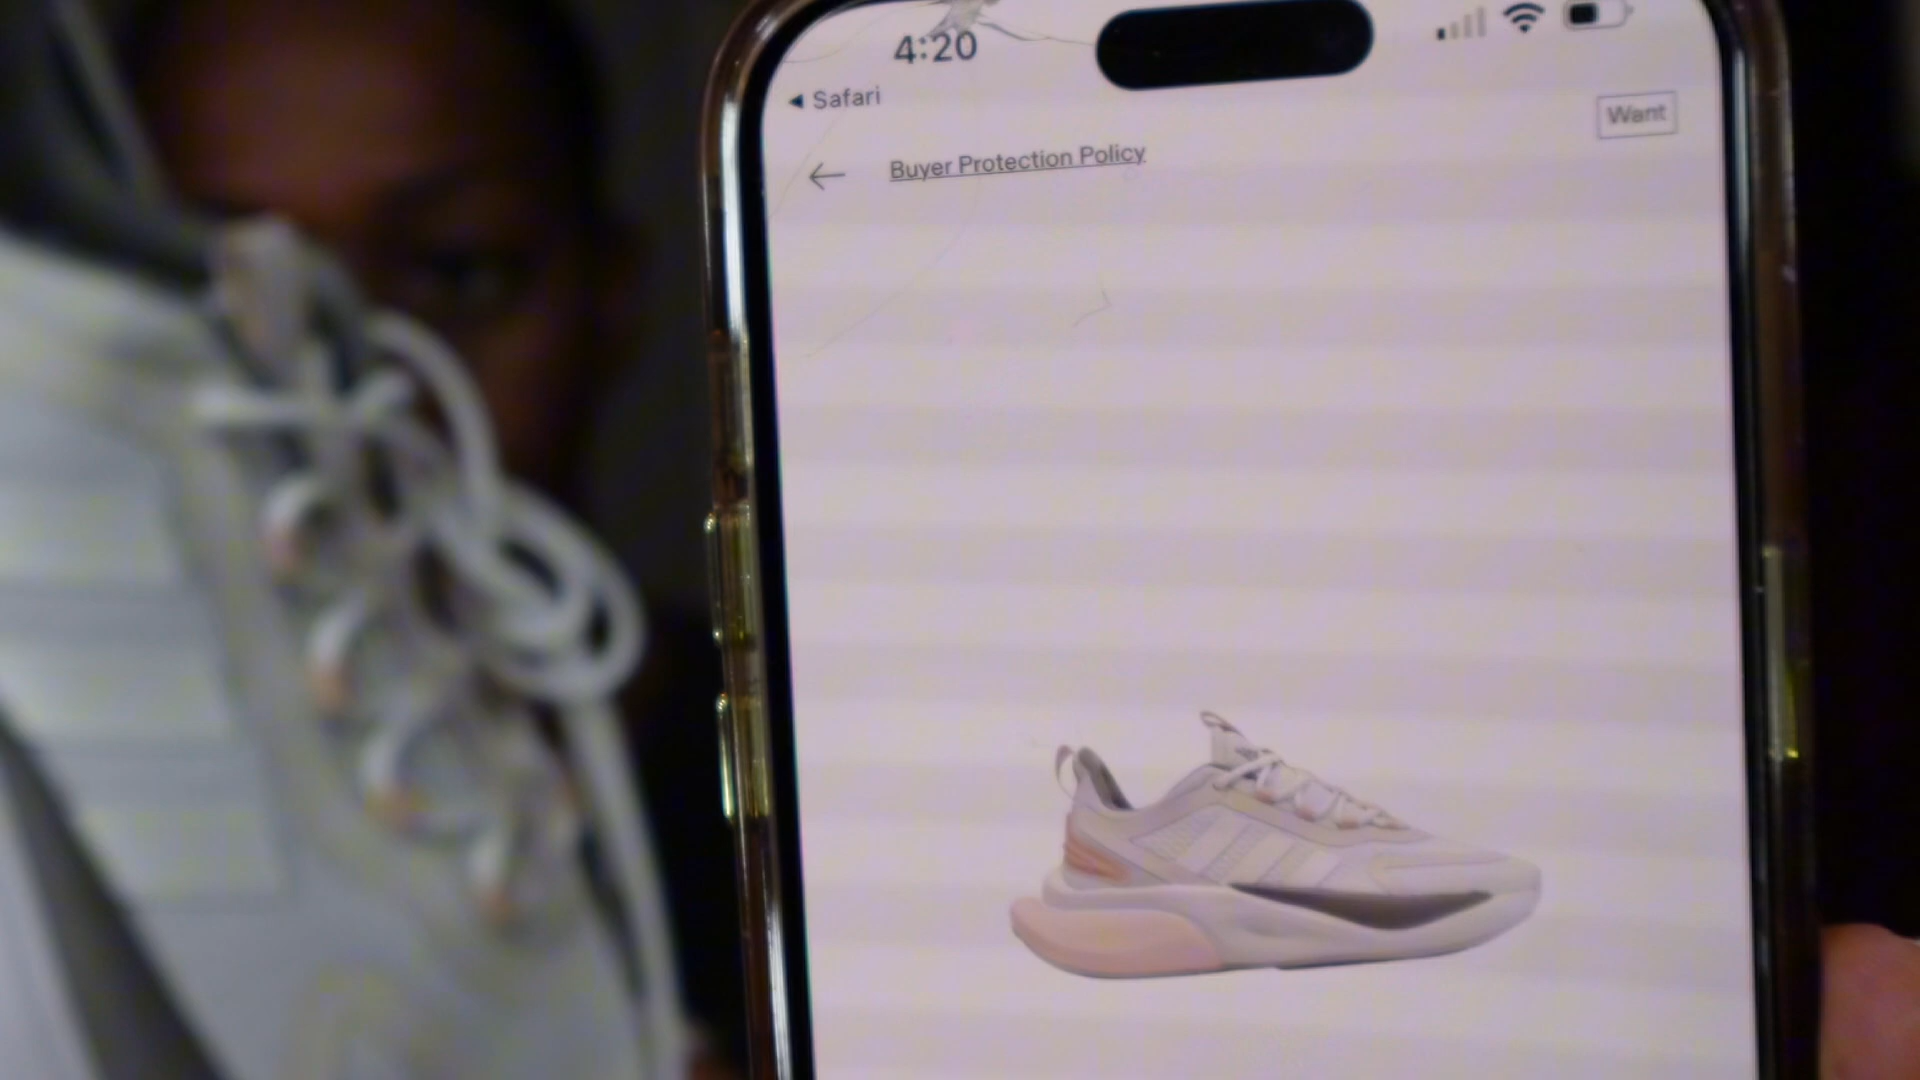 4:20
◀ Safari
Want
← Buyer Protection Policy